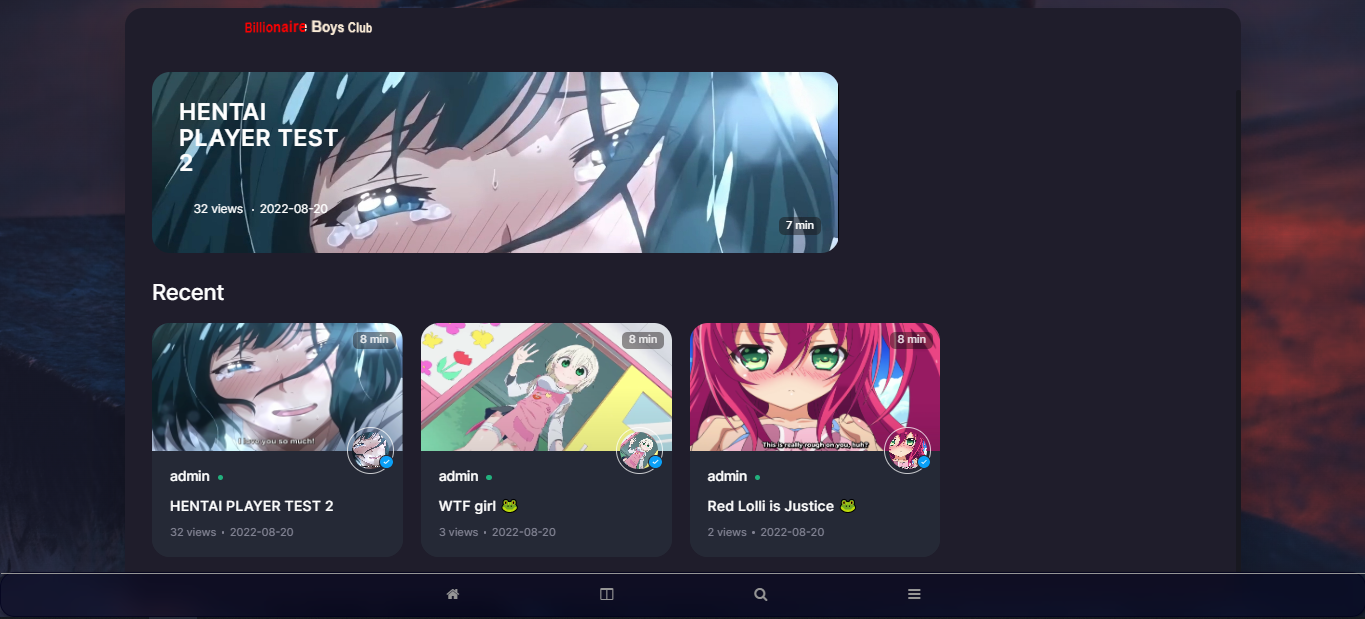 Billionaire Boys Club
HENTAI
PLAYER TEST
2
32 views • 2022-08-20
7 min
Recent
8 min
I love you so much!
admin
HENTAI PLAYER TEST 2
32 views • 2022-08-20
8 min
admin
WTF girl 🐸
3 views • 2022-08-20
8 min
This is really rough on you, huh?
admin
Red Lolli is Justice 🐸
2 views • 2022-08-20